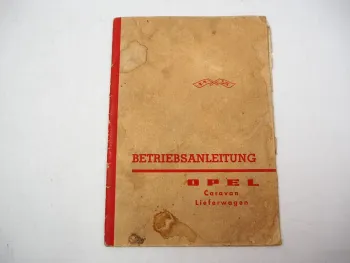 BETRIEBSANLEITUNG
OPEL
Caravan
Lieferwagen